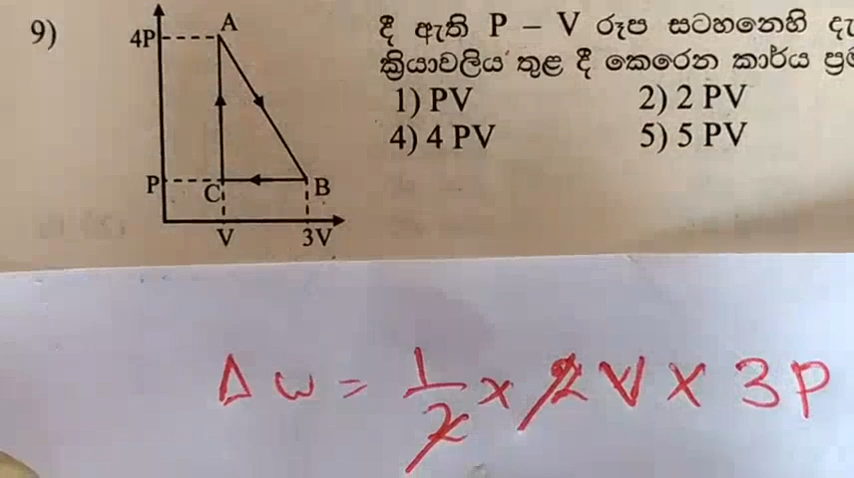 9)
4P
A
P
C
B
V
3V
දී ඇති P – V රූප සටහනෙහි
ක්‍රියාවලිය තුළ දී කෙරෙන කාර්ය
1) PV 2) 2 PV
4) 4 PV 5) 5 PV
Δw = 1/2 × 2V × 3P